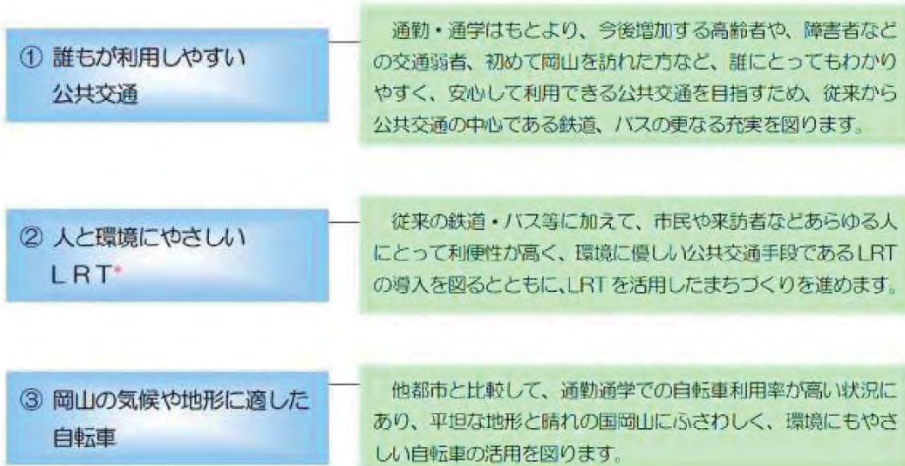 ① 誰もが利用しやすい
公共交通
通勤・通学はもとより、今後増加する高齢者や、障害者など
の交通弱者、初めて岡山を訪れた方など、誰にとってもわかり
やすく、安心して利用できる公共交通を目指すため、従来から
公共交通の中心である鉄道、バスの更なる充実を図ります。
② 人と環境にやさしい
ＬＲＴ*
従来の鉄道・バス等に加えて、市民や来訪者などあらゆる人
にとって利便性が高く、環境に優しい公共交通手段であるLRT
の導入を図るとともに、LRTを活用したまちづくりを進めます。
③ 岡山の気候や地形に適した
自転車
他都市と比較して、通勤通学での自転車利用率が高い状況に
あり、平坦な地形と晴れの国岡山にふさわしく、環境にもやさ
しい自転車の活用を図ります。